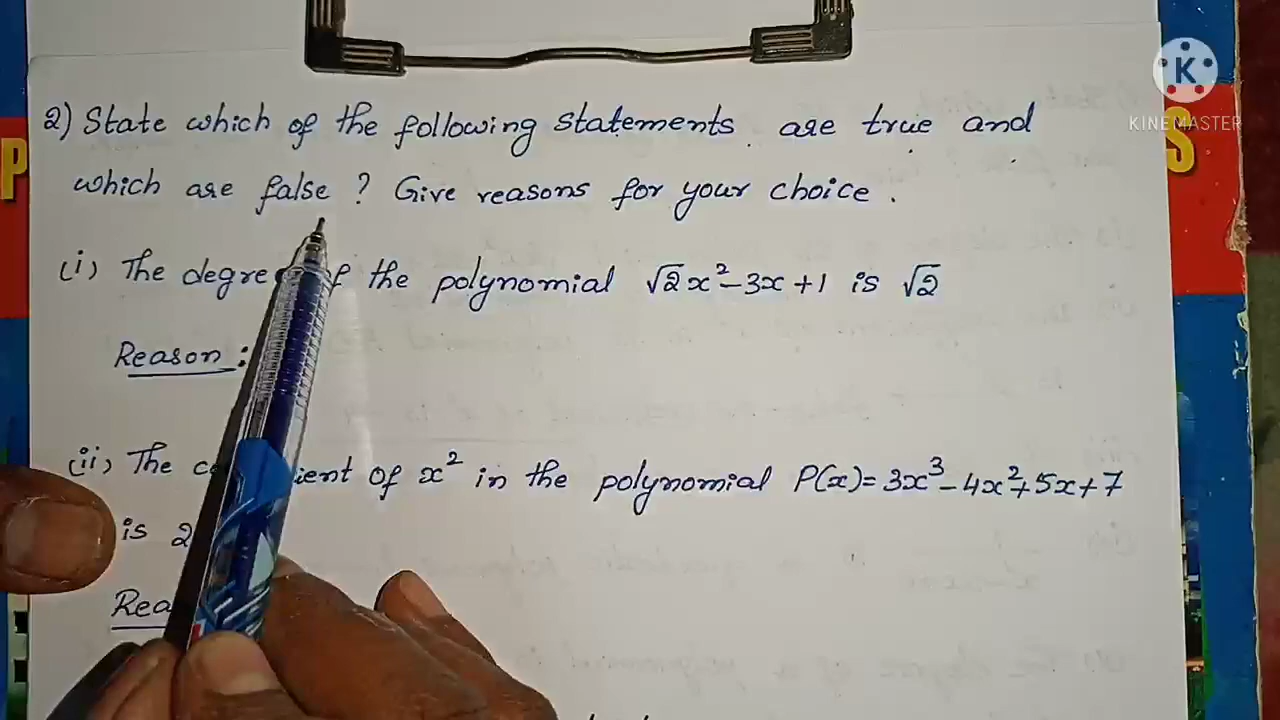 K
KINEMASTER
P
S
2) State which of the following statements are true and
which are false ? Give reasons for your choice .
(i) The of the polynomial √2x² - 3x + 1 is √2
Reason :
(ii) The of x² in the polynomial P(x) = 3x³ - 4x² + 5x + 7
is 2